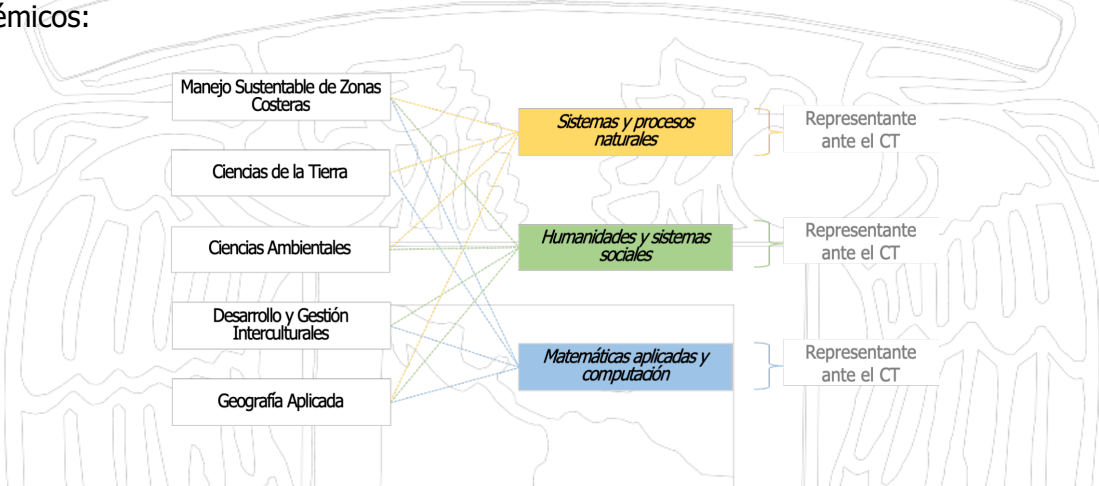 émicos:
Manejo Sustentable de Zonas
Costeras
Ciencias de la Tierra
Ciencias Ambientales
Desarrollo y Gestión
Interculturales
Geografía Aplicada
Sistemas y procesos
naturales
Humanidades y sistemas
sociales
Matemáticas aplicadas y
computación
Representante
ante el CT
Representante
ante el CT
Representante
ante el CT